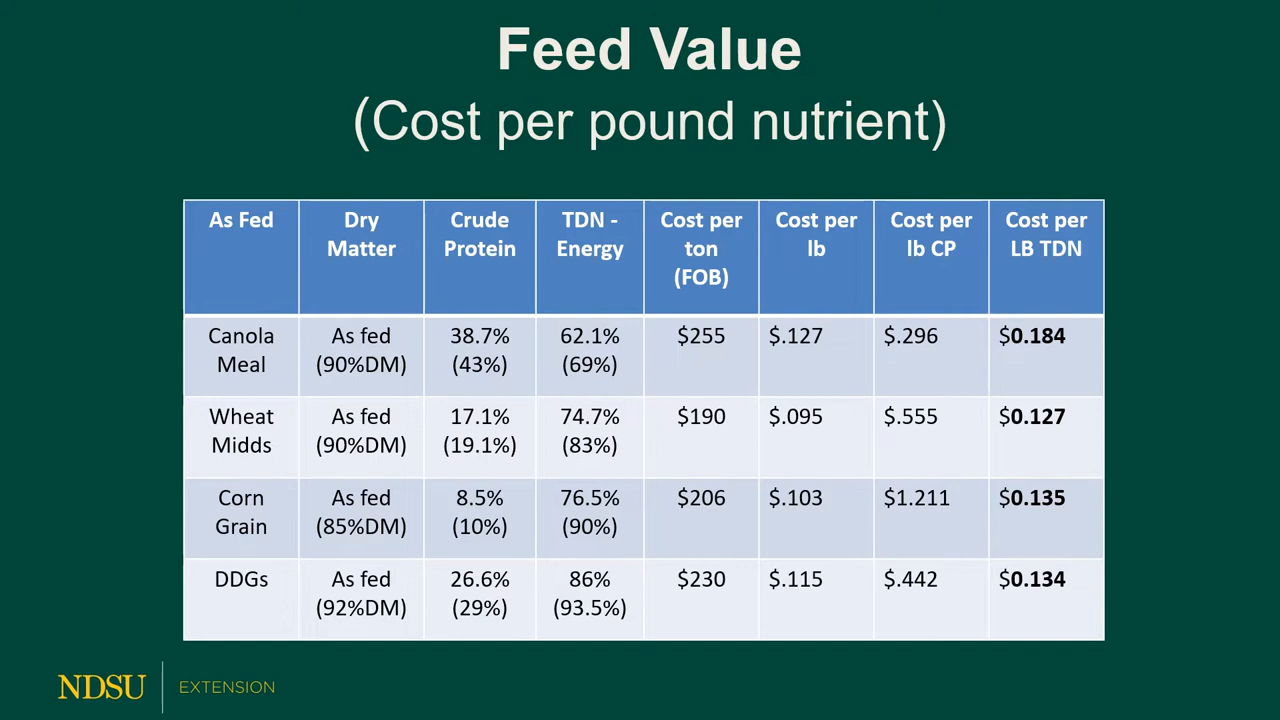 Feed Value
(Cost per pound nutrient)
As Fed
Dry
Matter
Crude
Protein
TDN -
Energy
Cost per
ton
(FOB)
Cost per
lb
Cost per
lb CP
Cost per
LB TDN
Canola
Meal
As fed
(90%DM)
38.7%
(43%)
62.1%
(69%)
$255
$.127
$.296
$0.184
Wheat
Midds
As fed
(90%DM)
17.1%
(19.1%)
74.7%
(83%)
$190
$.095
$.555
$0.127
Corn
Grain
As fed
(85%DM)
8.5%
(10%)
76.5%
(90%)
$206
$.103
$1.211
$0.135
DDGs
As fed
(92%DM)
26.6%
(29%)
86%
(93.5%)
$230
$.115
$.442
$0.134
NDSU
EXTENSION